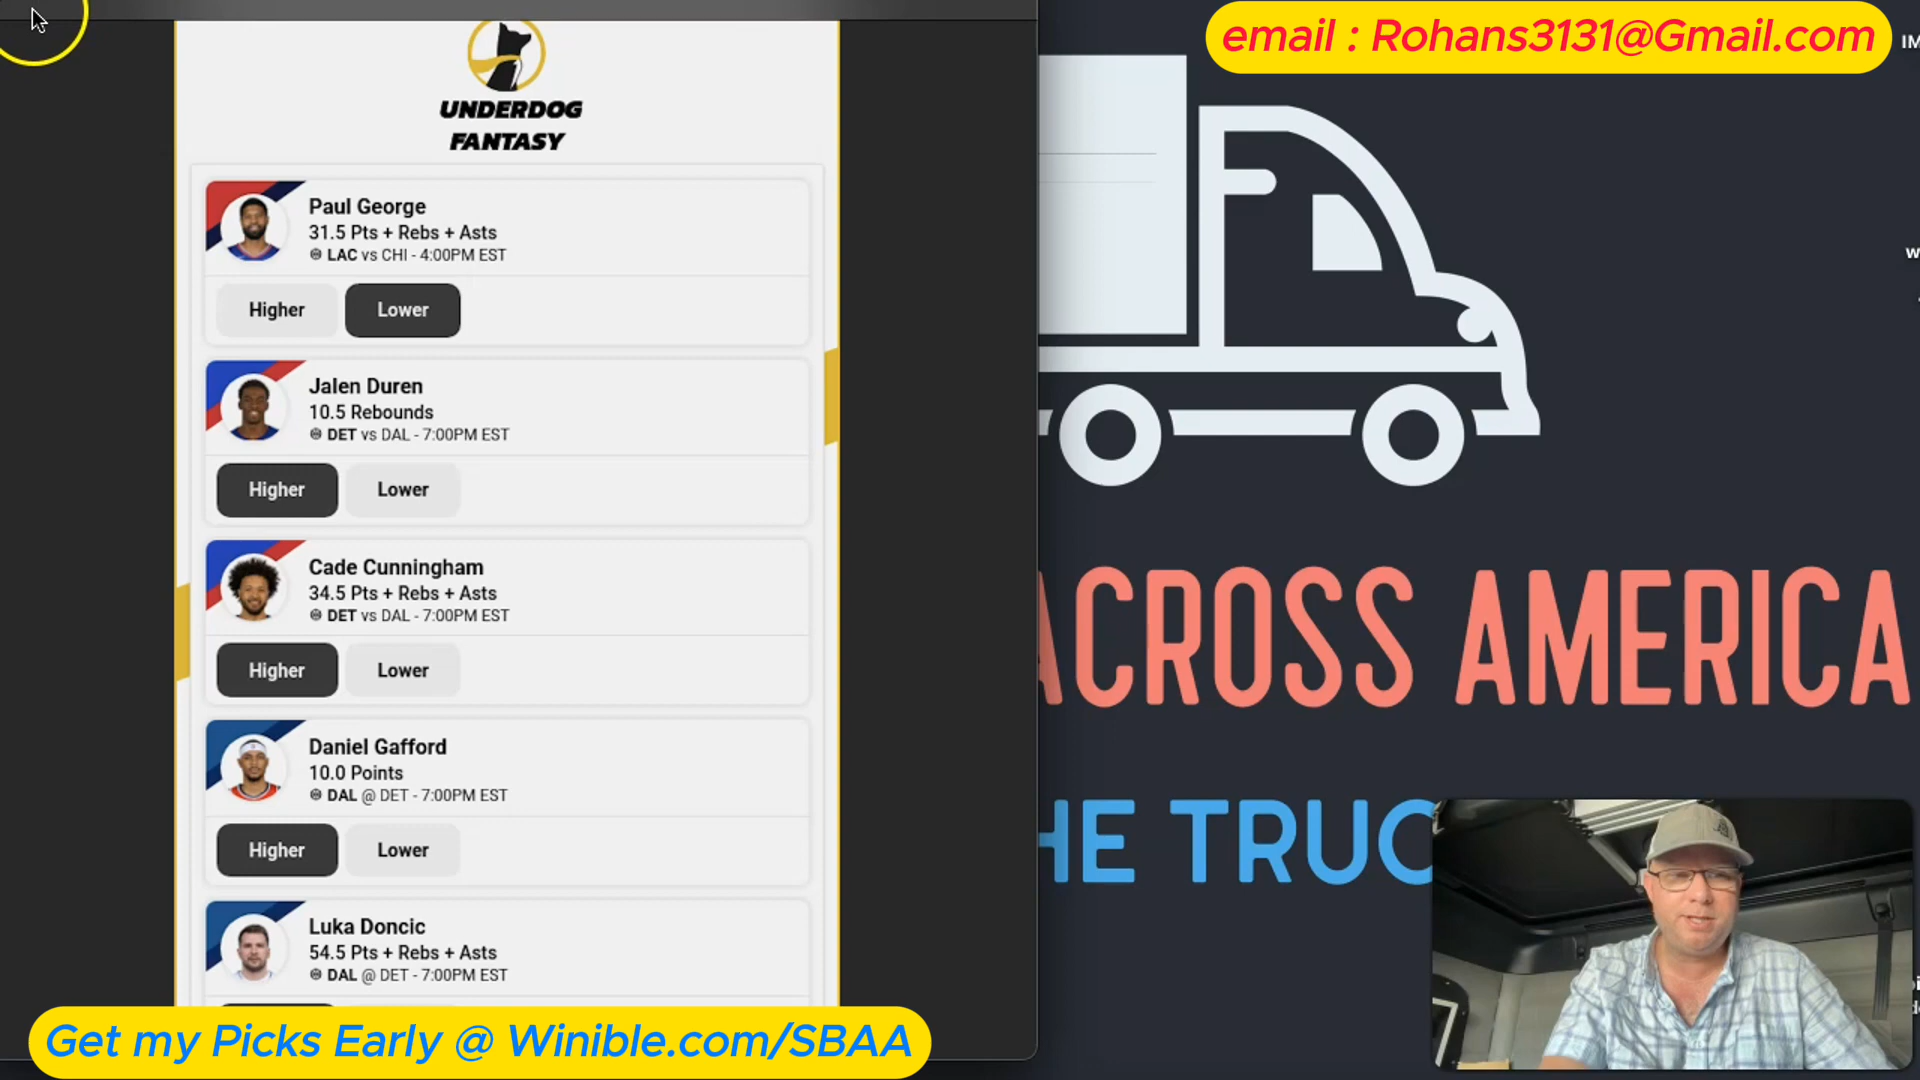 email : Rohans3131@Gmail.com
IM
UNDERDOG
FANTASY
Paul George
31.5 Pts + Rebs + Asts
LAC vs CHI - 4:00PM EST
Higher Lower
Jalen Duren
10.5 Rebounds
DET vs DAL - 7:00PM EST
Higher Lower
Cade Cunningham
34.5 Pts + Rebs + Asts
DET vs DAL - 7:00PM EST
Higher Lower
Daniel Gafford
10.0 Points
DAL @ DET - 7:00PM EST
Higher Lower
Luka Doncic
54.5 Pts + Rebs + Asts
DAL @ DET - 7:00PM EST
ACROSS AMERICA
HE TRUC
Get my Picks Early @ Winible.com/SBAA